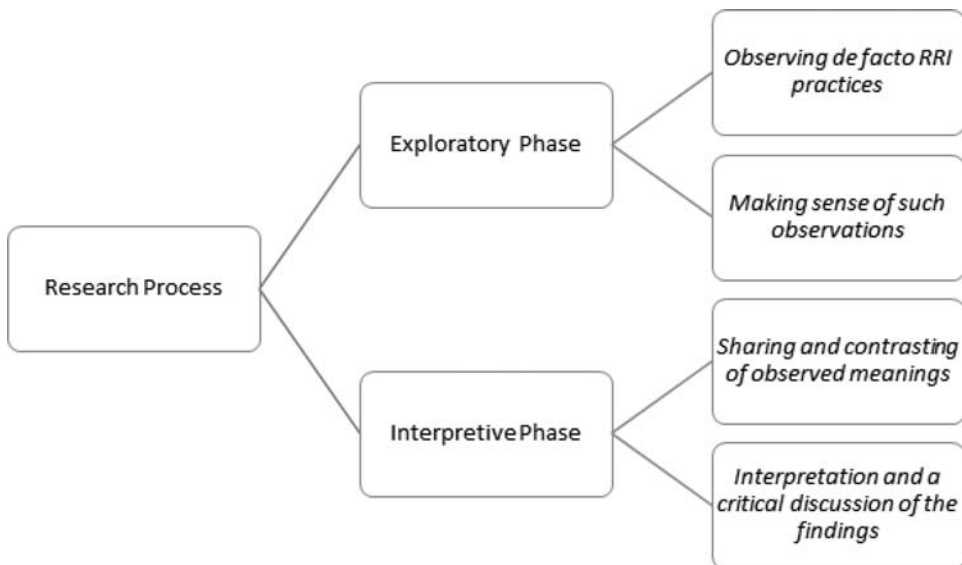 Research Process
Exploratory Phase
Observing de facto RRI
practices
Making sense of such
observations
Interpretive Phase
Sharing and contrasting
of observed meanings
Interpretation and a
critical discussion of the
findings